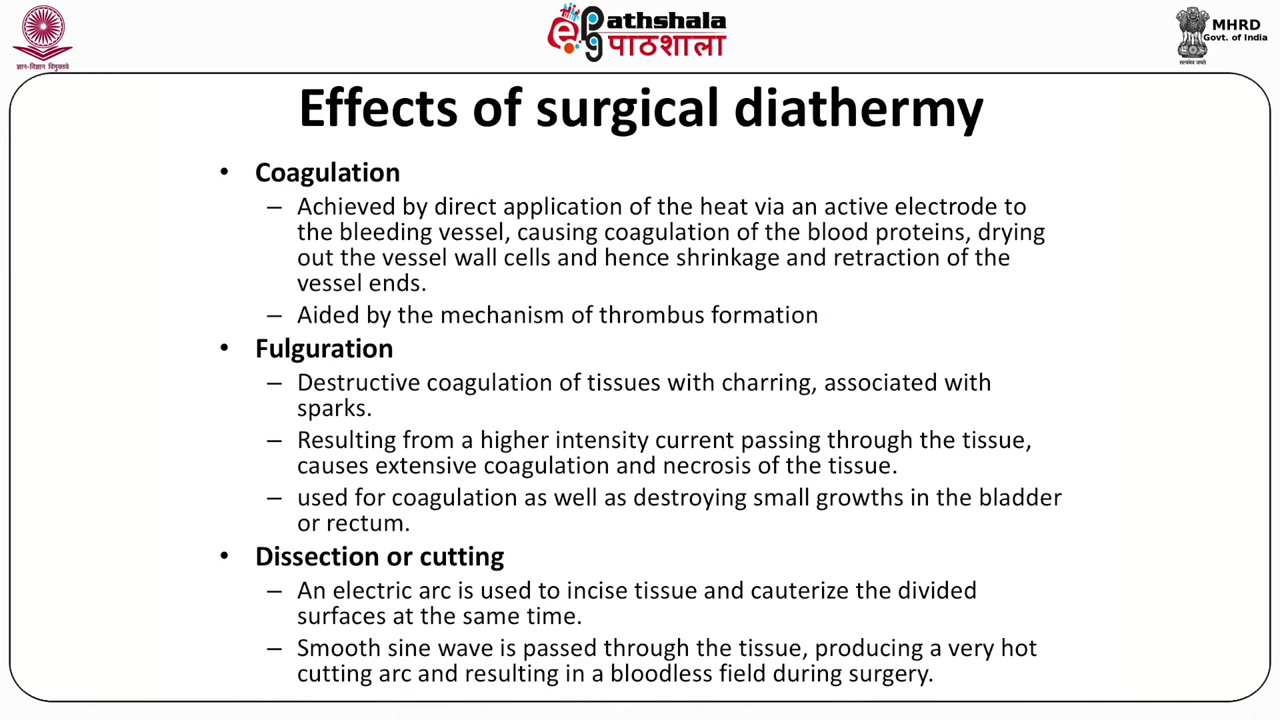 ज्ञान-विज्ञान विमुक्तये
ePathshala
पाठशाला
MHRD
Govt. of India
सत्यमेव जयते
Effects of surgical diathermy
• Coagulation
– Achieved by direct application of the heat via an active electrode to
the bleeding vessel, causing coagulation of the blood proteins, drying
out the vessel wall cells and hence shrinkage and retraction of the
vessel ends.
– Aided by the mechanism of thrombus formation
• Fulguration
– Destructive coagulation of tissues with charring, associated with
sparks.
– Resulting from a higher intensity current passing through the tissue,
causes extensive coagulation and necrosis of the tissue.
– used for coagulation as well as destroying small growths in the bladder
or rectum.
• Dissection or cutting
– An electric arc is used to incise tissue and cauterize the divided
surfaces at the same time.
– Smooth sine wave is passed through the tissue, producing a very hot
cutting arc and resulting in a bloodless field during surgery.